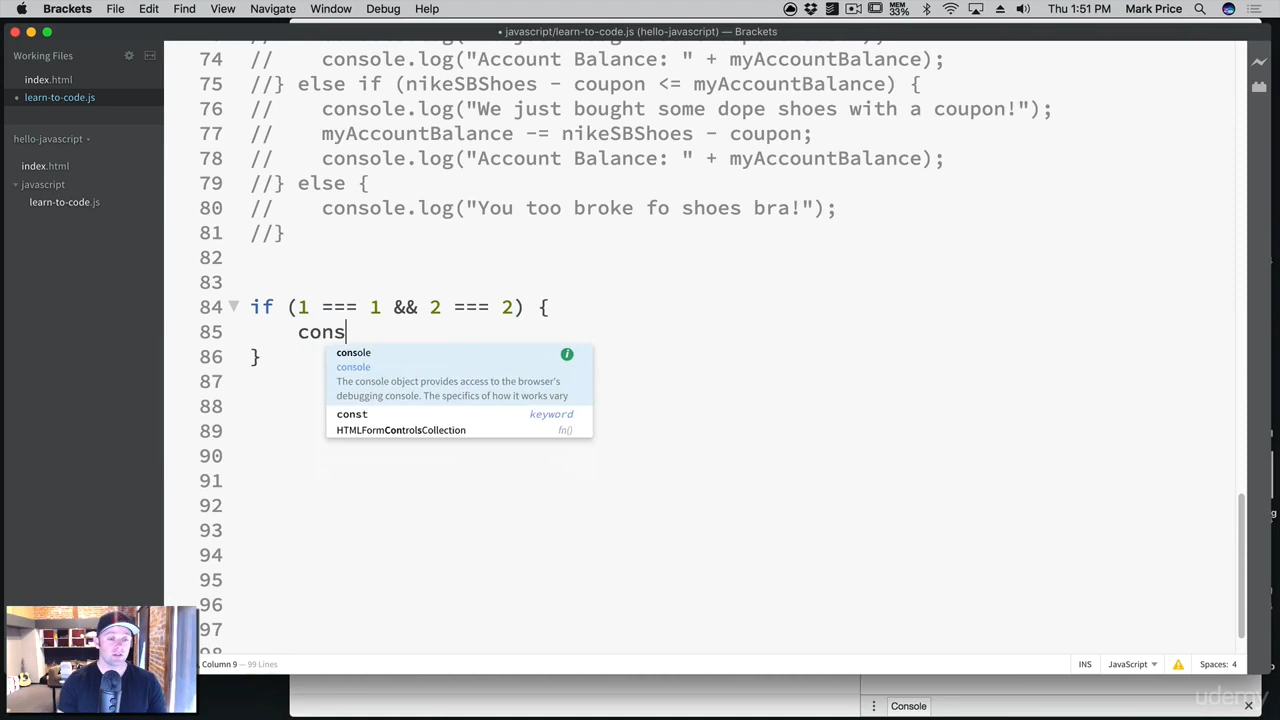 Brackets File Edit Find View Navigate Window Debug Help MEM 33% Thu 1:51 PM Mark Price
• javascript/learn-to-code.js (hello-javascript) — Brackets
Working Files
index.html
• learn-to-code.js
hello-javascript
index.html
javascript
learn-to-code.js
74 // console.log("Account Balance: " + myAccountBalance);
75 //} else if (nikeSBShoes - coupon <= myAccountBalance) {
76 // console.log("We just bought some dope shoes with a coupon!");
77 // myAccountBalance -= nikeSBShoes - coupon;
78 // console.log("Account Balance: " + myAccountBalance);
79 //} else {
80 // console.log("You too broke fo shoes bra!");
81 //}
82
83
84 if (1 === 1 && 2 === 2) {
85 cons
86 }
console
console
The console object provides access to the browser's
debugging console. The specifics of how it works vary
const keyword
HTMLFormControlsCollection fn()
87
88
89
90
91
92
93
94
95
96
97
Column 9 — 99 Lines
INS JavaScript Spaces: 4
Console
udemy